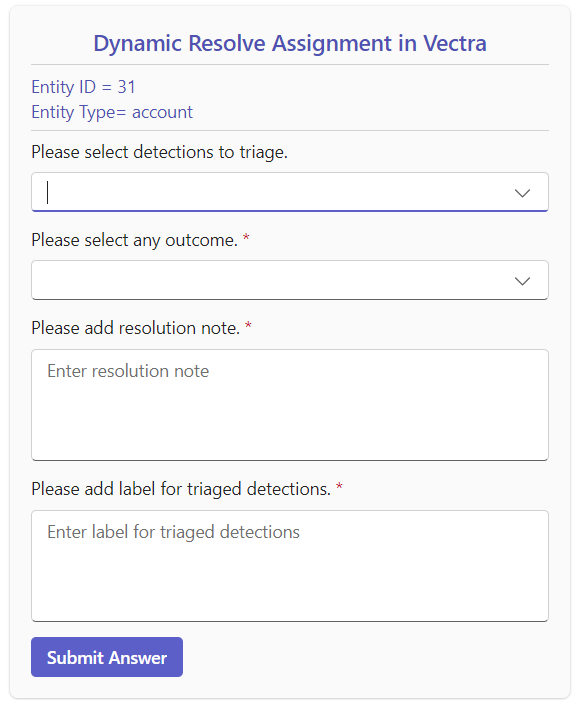 Dynamic Resolve Assignment in Vectra
Entity ID = 31
Entity Type= account
Please select detections to triage.
Please select any outcome. *
Please add resolution note. *
Enter resolution note
Please add label for triaged detections. *
Enter label for triaged detections
Submit Answer